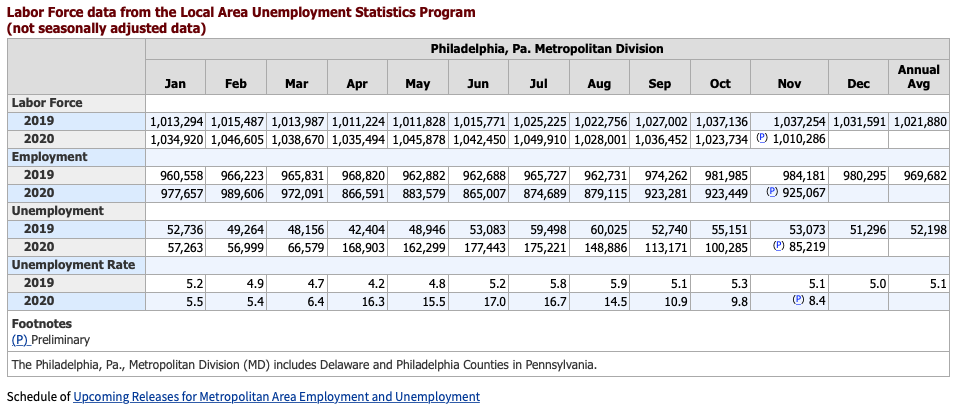 Labor Force data from the Local Area Unemployment Statistics Program
(not seasonally adjusted data)
Philadelphia, Pa. Metropolitan Division
Jan Feb Mar Apr May Jun Jul Aug Sep Oct Nov Dec Annual Avg
Labor Force
2019 1,013,294 1,015,487 1,013,987 1,011,224 1,011,828 1,015,771 1,025,225 1,022,756 1,027,002 1,037,136 1,037,254 1,031,591 1,021,880
2020 1,034,920 1,046,605 1,038,670 1,035,494 1,045,878 1,042,450 1,049,910 1,028,001 1,036,452 1,023,734 (P) 1,010,286
Employment
2019 960,558 966,223 965,831 968,820 962,882 962,688 965,727 962,731 974,262 981,985 984,181 980,295 969,682
2020 977,657 989,606 972,091 866,591 883,579 865,007 874,689 879,115 923,281 923,449 (P) 925,067
Unemployment
2019 52,736 49,264 48,156 42,404 48,946 53,083 59,498 60,025 52,740 55,151 53,073 51,296 52,198
2020 57,263 56,999 66,579 168,903 162,299 177,443 175,221 148,886 113,171 100,285 (P) 85,219
Unemployment Rate
2019 5.2 4.9 4.7 4.2 4.8 5.2 5.8 5.9 5.1 5.3 5.1 5.0 5.1
2020 5.5 5.4 6.4 16.3 15.5 17.0 16.7 14.5 10.9 9.8 (P) 8.4
Footnotes
(P) Preliminary
The Philadelphia, Pa., Metropolitan Division (MD) includes Delaware and Philadelphia Counties in Pennsylvania.
Schedule of Upcoming Releases for Metropolitan Area Employment and Unemployment